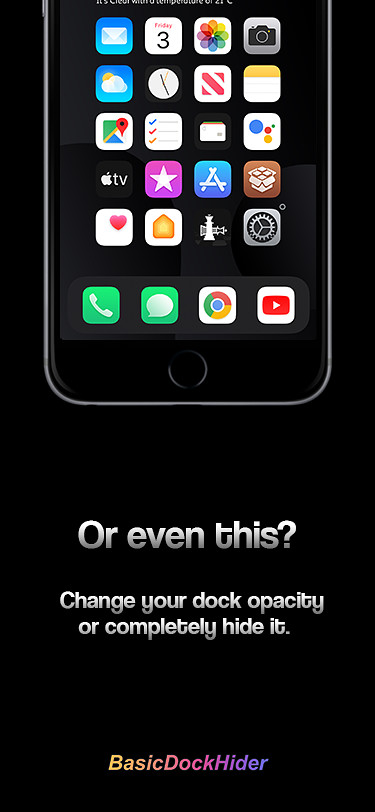 It's Clear with a temperature of 21°C
Friday
3
tv
Or even this?
Change your dock opacity
or completely hide it.
BasicDockHider